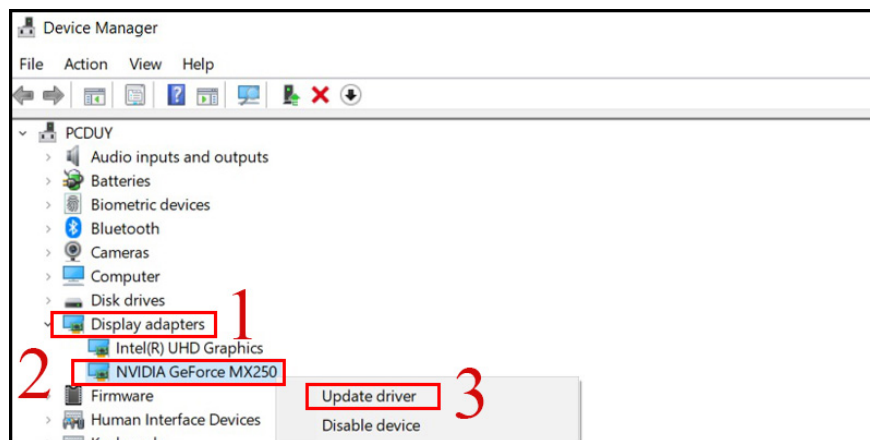 Device Manager
File Action View Help
PCDUY
Audio inputs and outputs
Batteries
Biometric devices
Bluetooth
Cameras
Computer
Disk drives
Display adapters 1
Intel(R) UHD Graphics
2 NVIDIA GeForce MX250
Firmware
Update driver 3
Human Interface Devices
Disable device